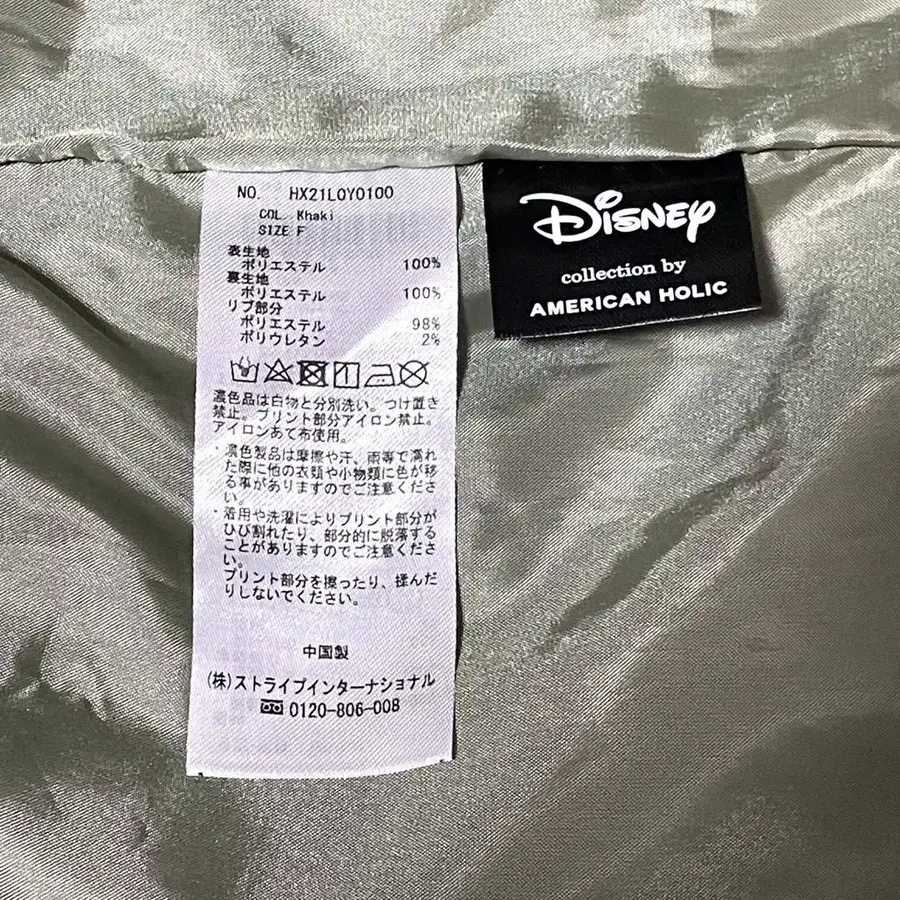 NO. HX21L0Y0100
COL. Khaki
SIZE F
表生地
ポリエステル 100%
裏生地
ポリエステル 100%
リブ部分
ポリエステル 98%
ポリウレタン 2%
濃色品は白物と分別洗い。つけ置き
禁止。プリント部分アイロン禁止。
アイロンあて布使用。
・濃色製品は摩擦や汗、雨等で濡れ
た際に他の衣類や小物類に色が移
る事がありますのでご注意くださ
い。
・着用や洗濯によりプリント部分が
ひび割れたり、部分的に脱落する
ことがありますのでご注意くださ
い。
プリント部分を擦ったり、揉んだ
りしないでください。
中国製
(株)ストライプインターナショナル
0120-806-008
Disney
collection by
AMERICAN HOLIC